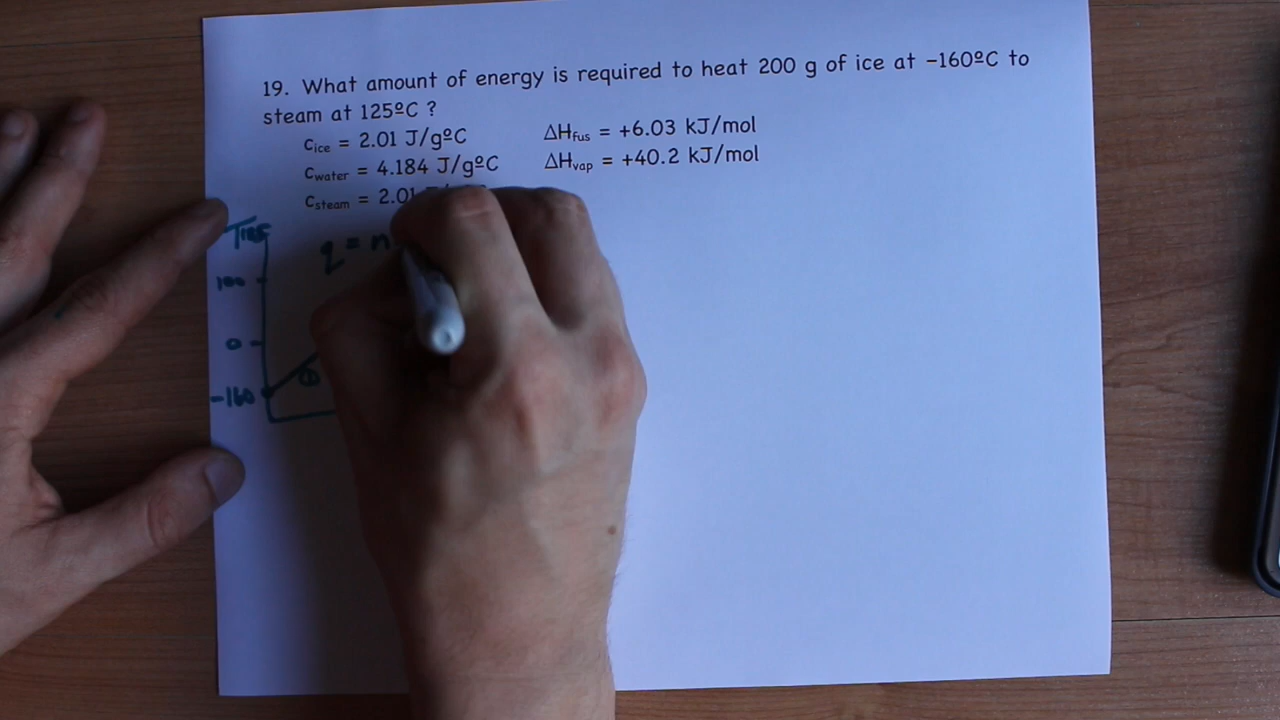 19. What amount of energy is required to heat 200 g of ice at -160ºC to
steam at 125ºC ?
cice = 2.01 J/gºC ΔHfus = +6.03 kJ/mol
cwater = 4.184 J/gºC ΔHvap = +40.2 kJ/mol
csteam = 2.01
125
q = n
100
0
①
-160